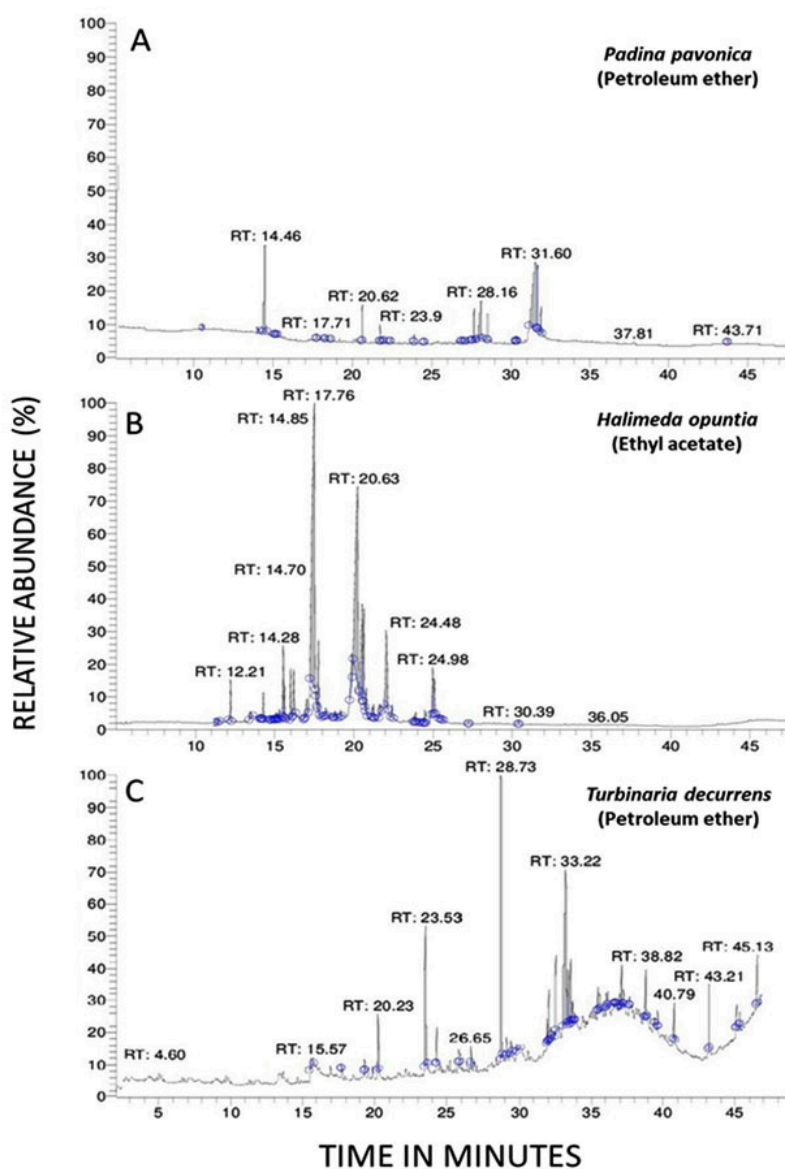 A
Padina pavonica
(Petroleum ether)
100
90
80
70
60
50
40
30
20
10
0
RT: 14.46
RT: 17.71
RT: 20.62
RT: 23.9
RT: 28.16
RT: 31.60
37.81
RT: 43.71
10 15 20 25 30 35 40 45
B
Halimeda opuntia
(Ethyl acetate)
100
90
80
70
60
50
40
30
20
10
0
RT: 17.76
RT: 14.85
RT: 20.63
RT: 14.70
RT: 14.28
RT: 24.48
RT: 12.21
RT: 24.98
RT: 30.39
36.05
10 15 20 25 30 35 40 45
C
Turbinaria decurrens
(Petroleum ether)
100
90
80
70
60
50
40
30
20
10
0
RT: 28.73
RT: 33.22
RT: 23.53
RT: 45.13
RT: 38.82
RT: 43.21
40.79
RT: 20.23
26.65
RT: 15.57
RT: 4.60
5 10 15 20 25 30 35 40 45
RELATIVE ABUNDANCE (%)
TIME IN MINUTES